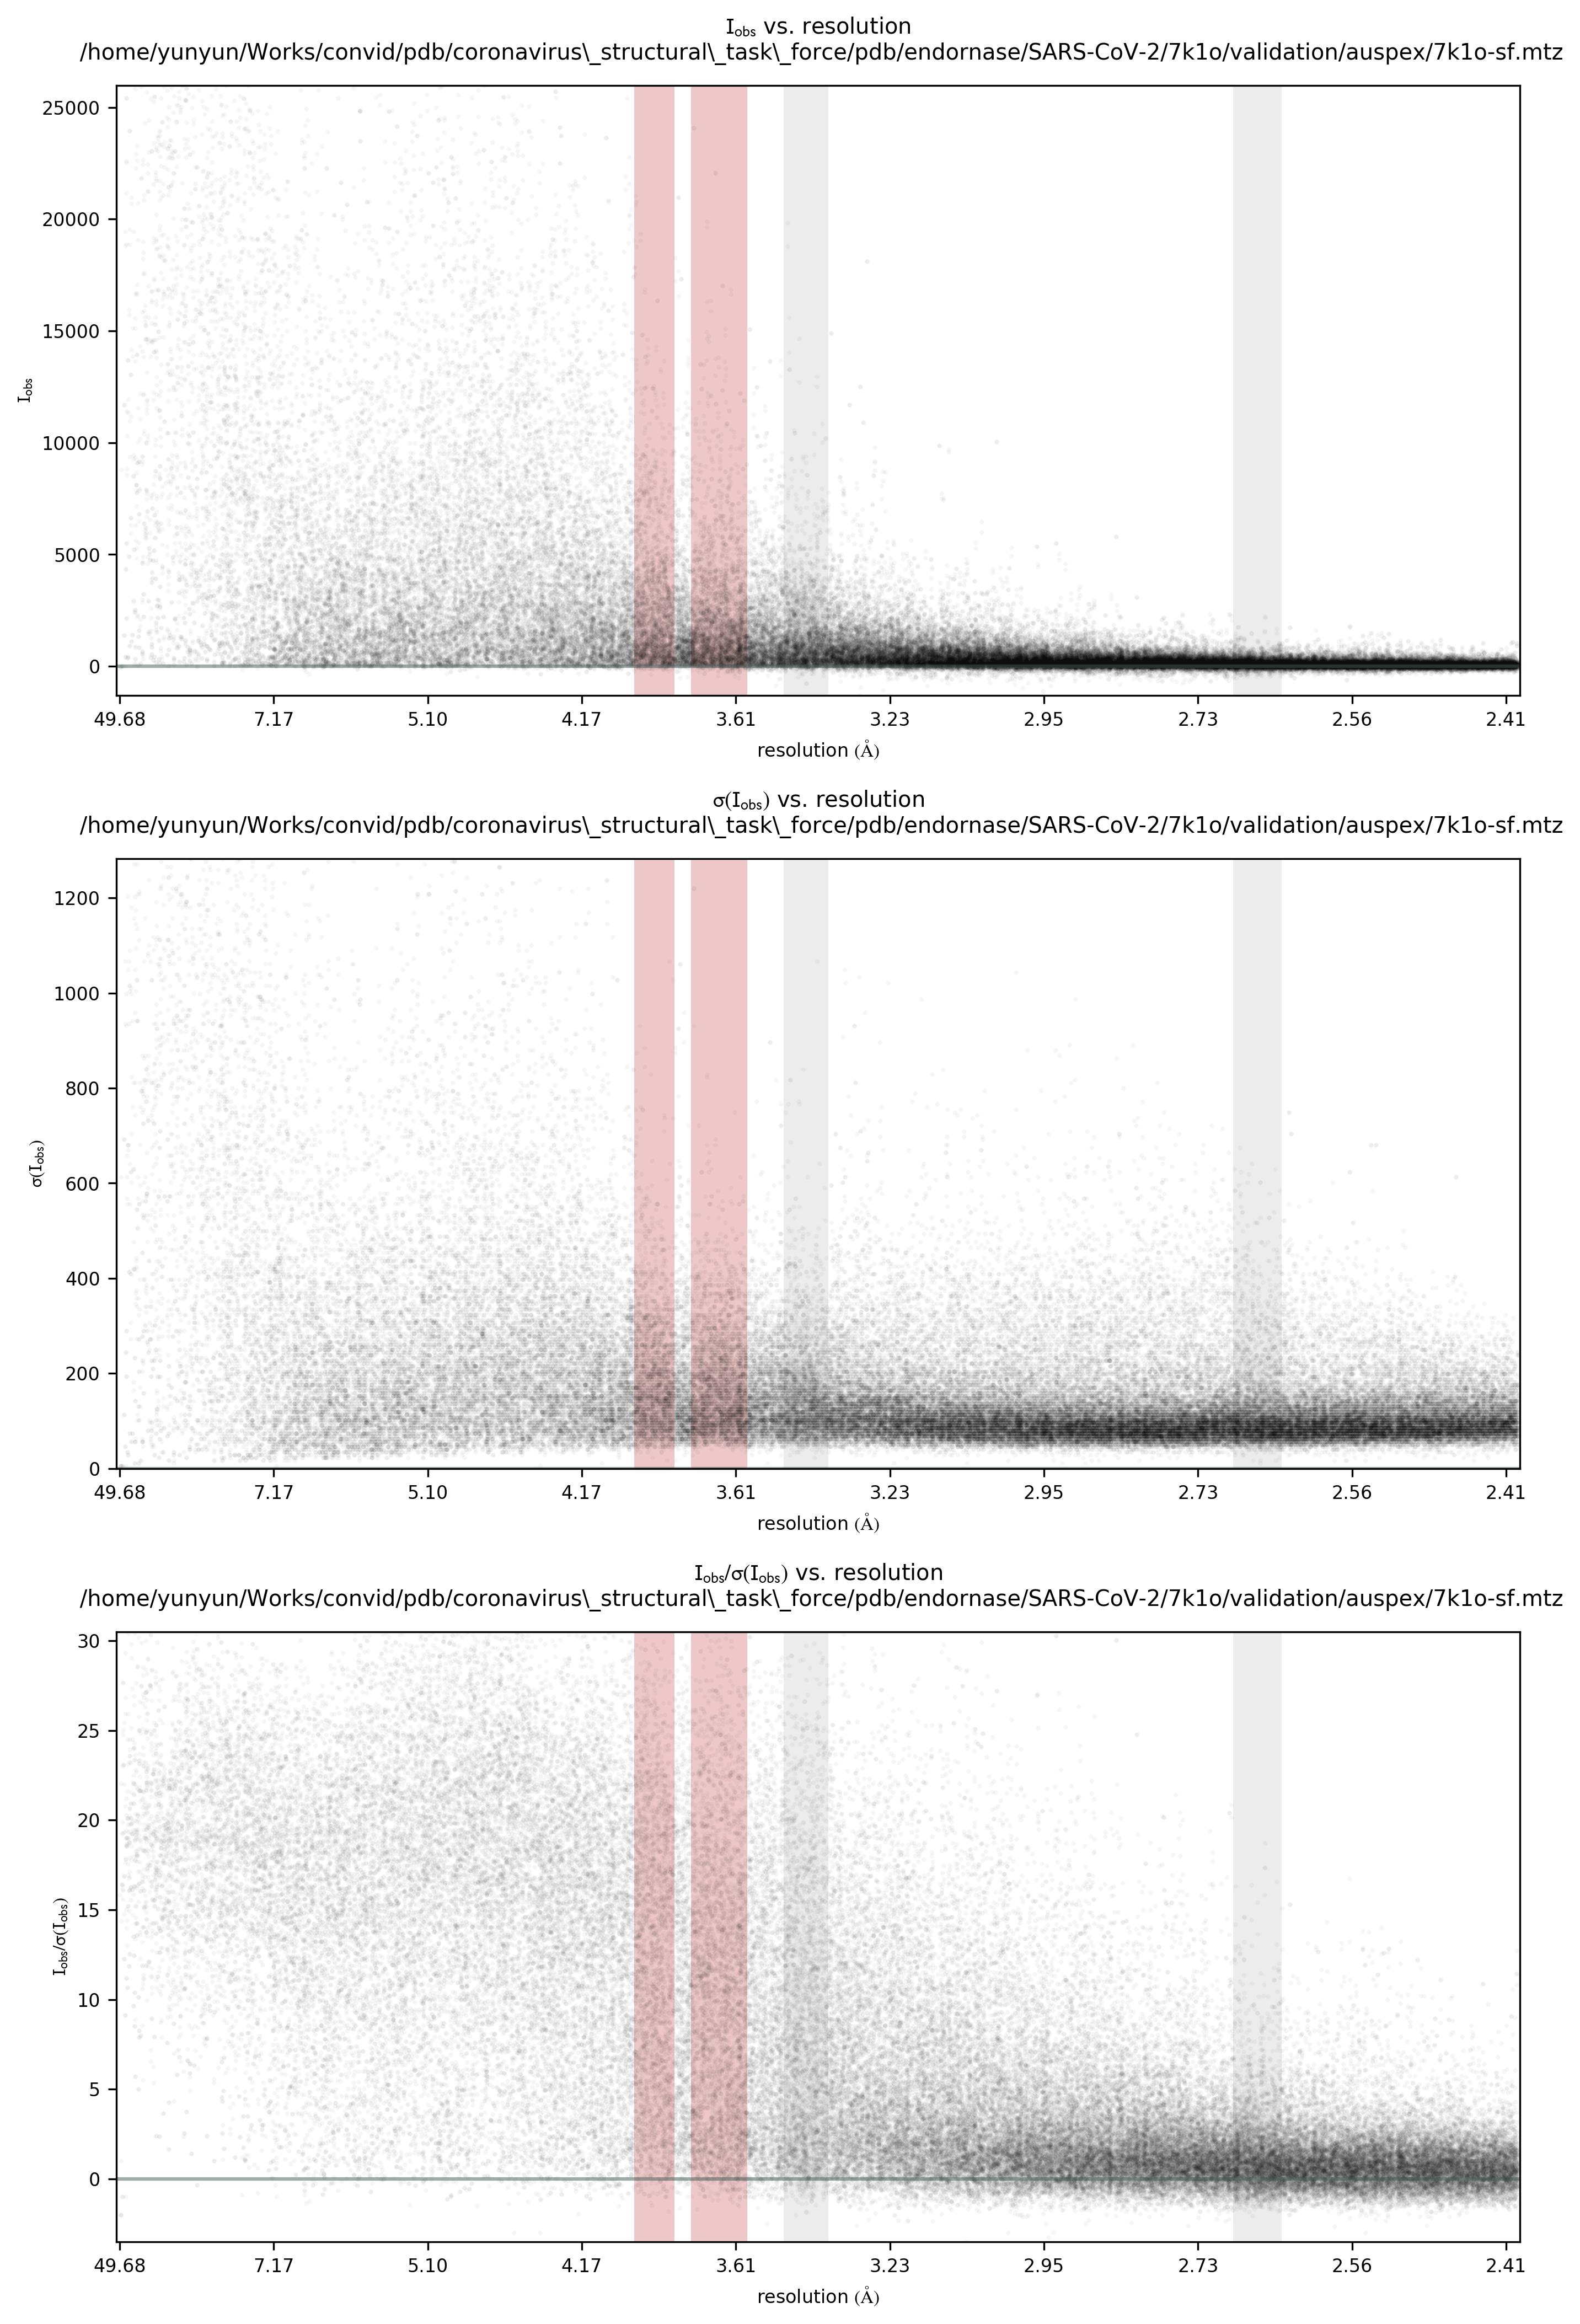 Iobs vs. resolution
/home/yunyun/Works/convid/pdb/coronavirus\_structural\_task\_force/pdb/endornase/SARS-CoV-2/7k1o/validation/auspex/7k1o-sf.mtz
25000
20000
15000
10000
5000
0
Iobs
49.68 7.17 5.10 4.17 3.61 3.23 2.95 2.73 2.56 2.41
resolution (Å)
σ(Iobs) vs. resolution
/home/yunyun/Works/convid/pdb/coronavirus\_structural\_task\_force/pdb/endornase/SARS-CoV-2/7k1o/validation/auspex/7k1o-sf.mtz
1200
1000
800
600
400
200
0
σ(Iobs)
49.68 7.17 5.10 4.17 3.61 3.23 2.95 2.73 2.56 2.41
resolution (Å)
Iobs/σ(Iobs) vs. resolution
/home/yunyun/Works/convid/pdb/coronavirus\_structural\_task\_force/pdb/endornase/SARS-CoV-2/7k1o/validation/auspex/7k1o-sf.mtz
30
25
20
15
10
5
0
Iobs/σ(Iobs)
49.68 7.17 5.10 4.17 3.61 3.23 2.95 2.73 2.56 2.41
resolution (Å)